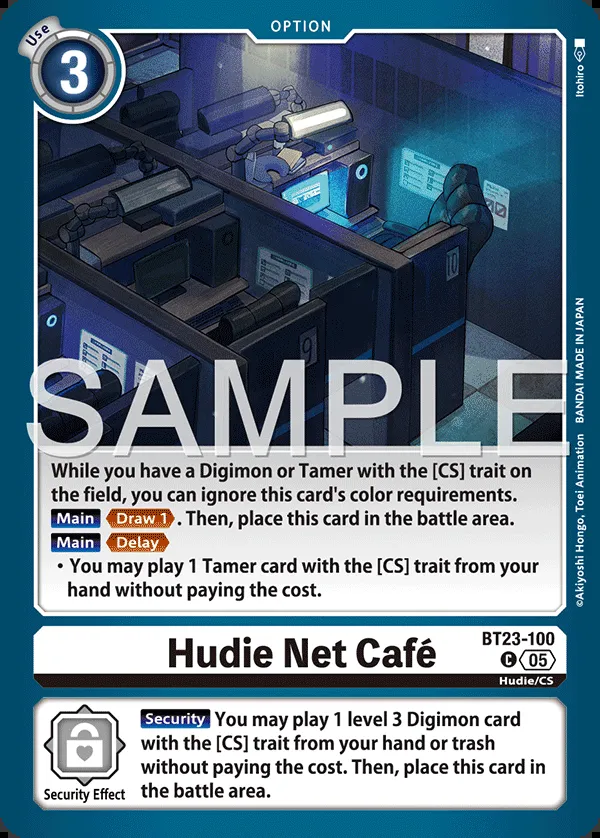 OPTION
Use
3
Itohiro
10
9
SAMPLE
While you have a Digimon or Tamer with the [CS] trait on
the field, you can ignore this card's color requirements.
Main Draw 1. Then, place this card in the battle area.
Main Delay
・You may play 1 Tamer card with the [CS] trait from your
hand without paying the cost.
©Akiyoshi Hongo, Toei Animation BANDAI MADE IN JAPAN
Hudie Net Café
BT23-100
C 05
Hudie/CS
Security You may play 1 level 3 Digimon card
with the [CS] trait from your hand or trash
without paying the cost. Then, place this card in
the battle area.
Security Effect